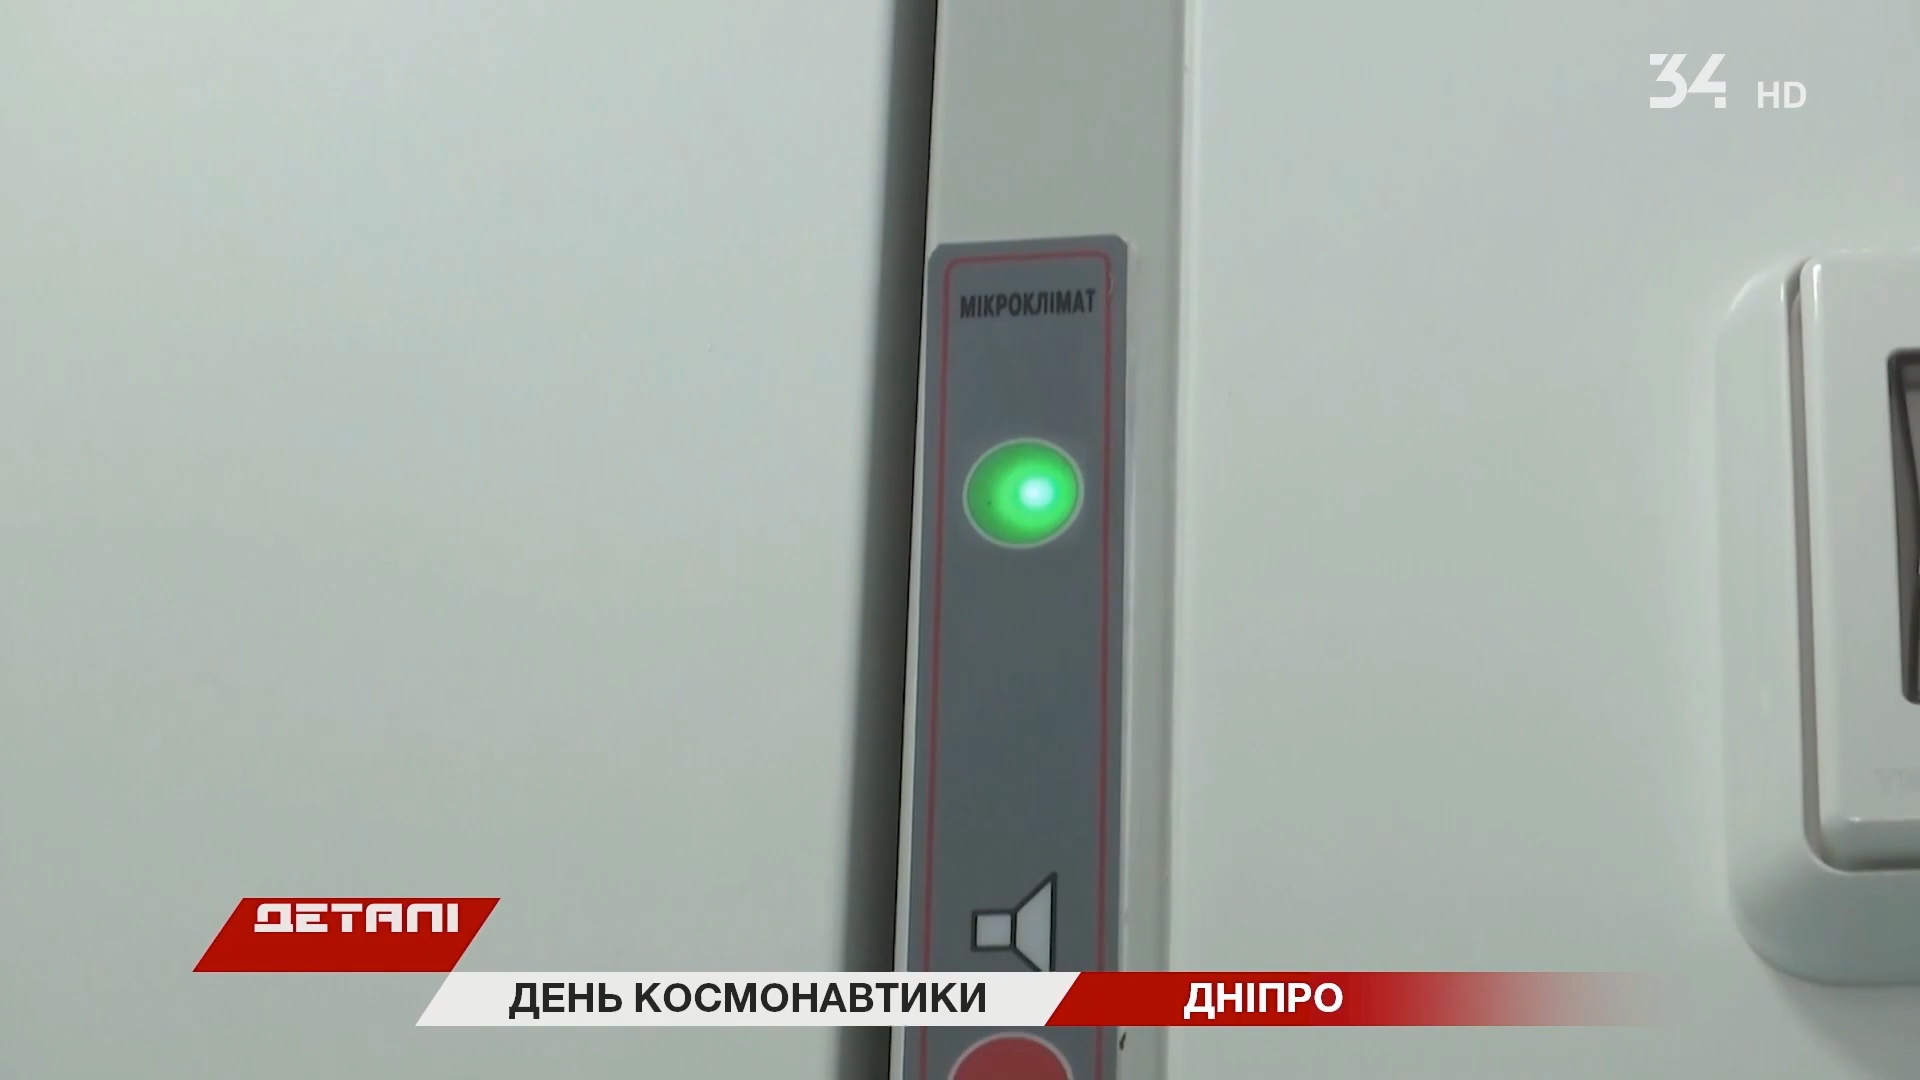 34 HD
МІКРОКЛІМАТ
ДЕТАЛІ
ДЕНЬ КОСМОНАВТИКИ
ДНІПРО